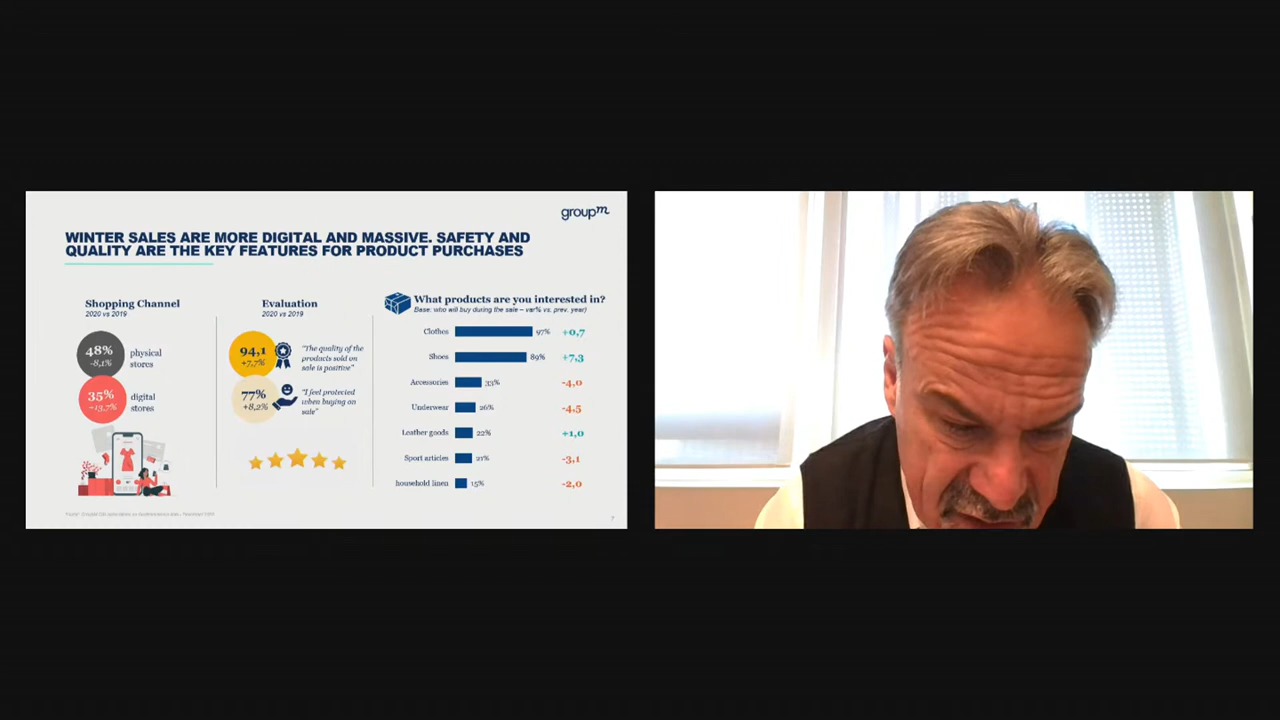 groupm
WINTER SALES ARE MORE DIGITAL AND MASSIVE. SAFETY AND
QUALITY ARE THE KEY FEATURES FOR PRODUCT PURCHASES
Shopping Channel
2020 vs 2019
48%
-8,1%
physical
stores
35%
+13,7%
digital
stores
Evaluation
2020 vs 2019
94,1
+7,7%
"The quality of the
products sold on
sale is positive"
77%
+8,2%
"I feel protected
when buying on
sale"
What products are you interested in?
Base: who will buy during the sale – var% vs. prev. year)
Clothes 97% +0,7
Shoes 89% +7,3
Accessories 33% -4,0
Underwear 26% -4,5
Leather goods 22% +1,0
Sport articles 21% -3,1
household linen 15% -2,0
7